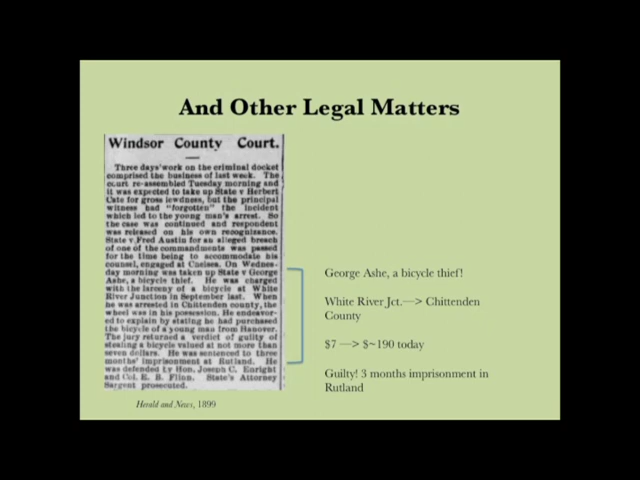 And Other Legal Matters
Windsor County Court.
Three days' work on the criminal docket
comprised the business of last week. The
court re-assembled Tuesday morning and
it was expected to take up State v Herbert
Cate for gross lewdness, but the principal
witness had "forgotten" the incident
which led to the young man's arrest. So
the case was continued and respondent
was released on his own recognizance.
State v. Fred Austin for an alleged breach
of one of the commandments was passed
for the time being to accommodate his
counsel, engaged at Chelsea. On Wednes-
day morning was taken up State v George
Ashe, a bicycle thief. He was charged
with the larceny of a bicycle at White
River Junction in September last. When
he was arrested in Chittenden county, the
wheel was in his possession. He endeavor-
ed to explain by stating he had purchased
the bicycle of a young man from Hanover.
The jury returned a verdict of guilty of
stealing a bicycle valued at not more than
seven dollars. He was sentenced to three
months' imprisonment at Rutland. He
was defended by Hon. Joseph C. Enright
and Col. E. B. Flinn. State's Attorney
Sargent prosecuted.
Herald and News, 1899
George Ashe, a bicycle thief!
White River Jct.—> Chittenden
County
$7 —> $~190 today
Guilty! 3 months imprisonment in
Rutland